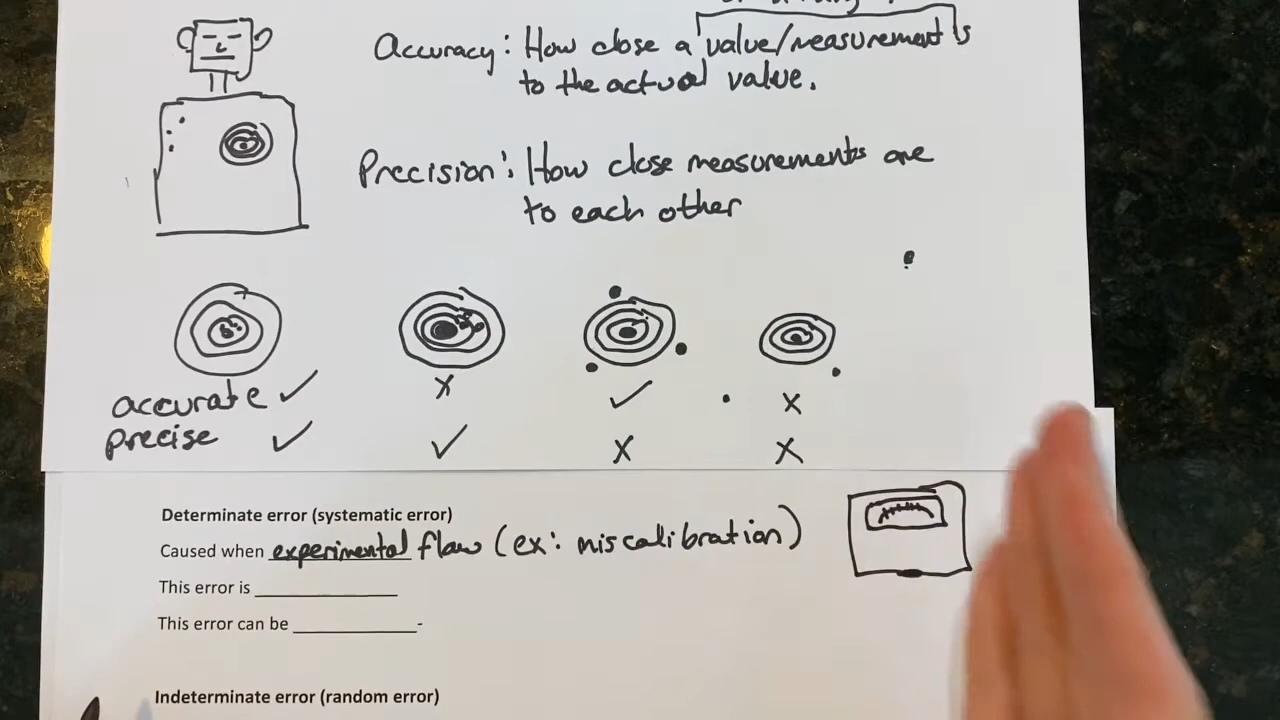 Accuracy: How close a value/measurement is
to the actual value.
Precision: How close measurements are
to each other
accurate ✓ x ✓ x
precise ✓ ✓ x x
Determinate error (systematic error)
Caused when experimental flaw (ex: miscalibration)
This error is ____________
This error can be ____________-
Indeterminate error (random error)